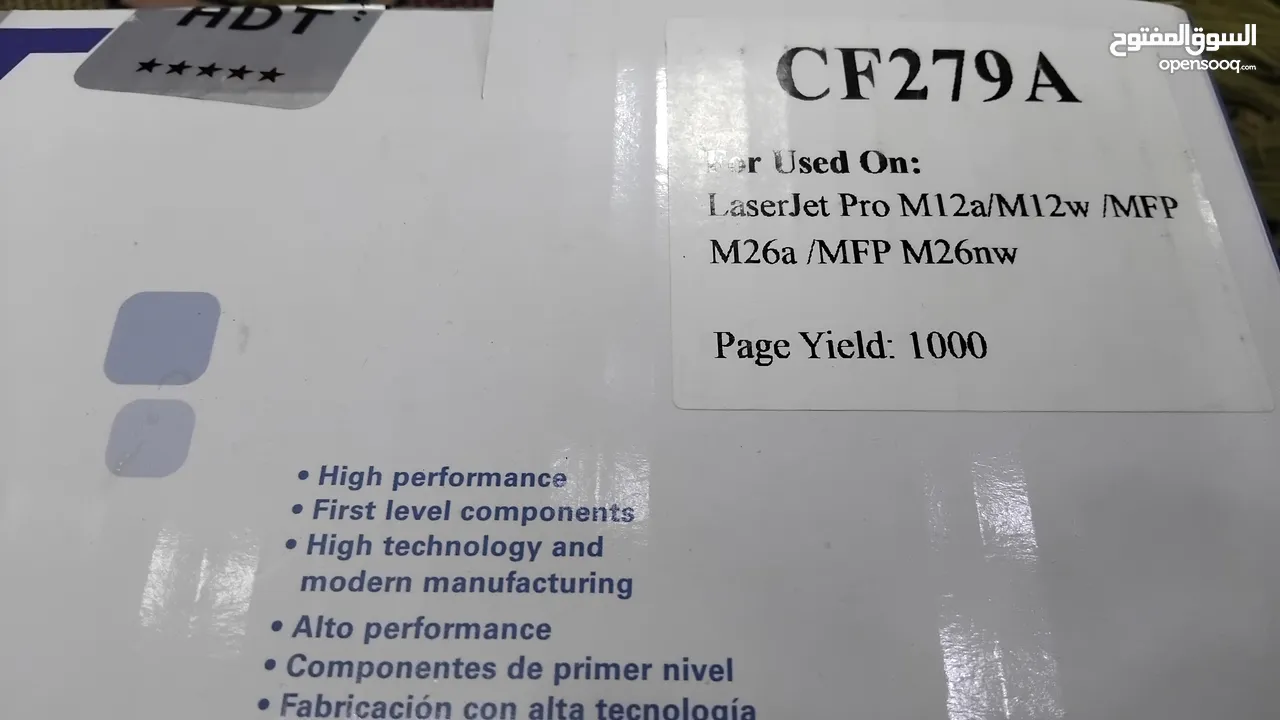 HDT
★★★★★
السوق المفتوح
opensooq.com
CF279A
For Used On:
LaserJet Pro M12a/M12w /MFP
M26a /MFP M26nw
Page Yield: 1000
• High performance
• First level components
• High technology and
modern manufacturing
• Alto performance
• Componentes de primer nivel
• Fabricación con alta tecnología